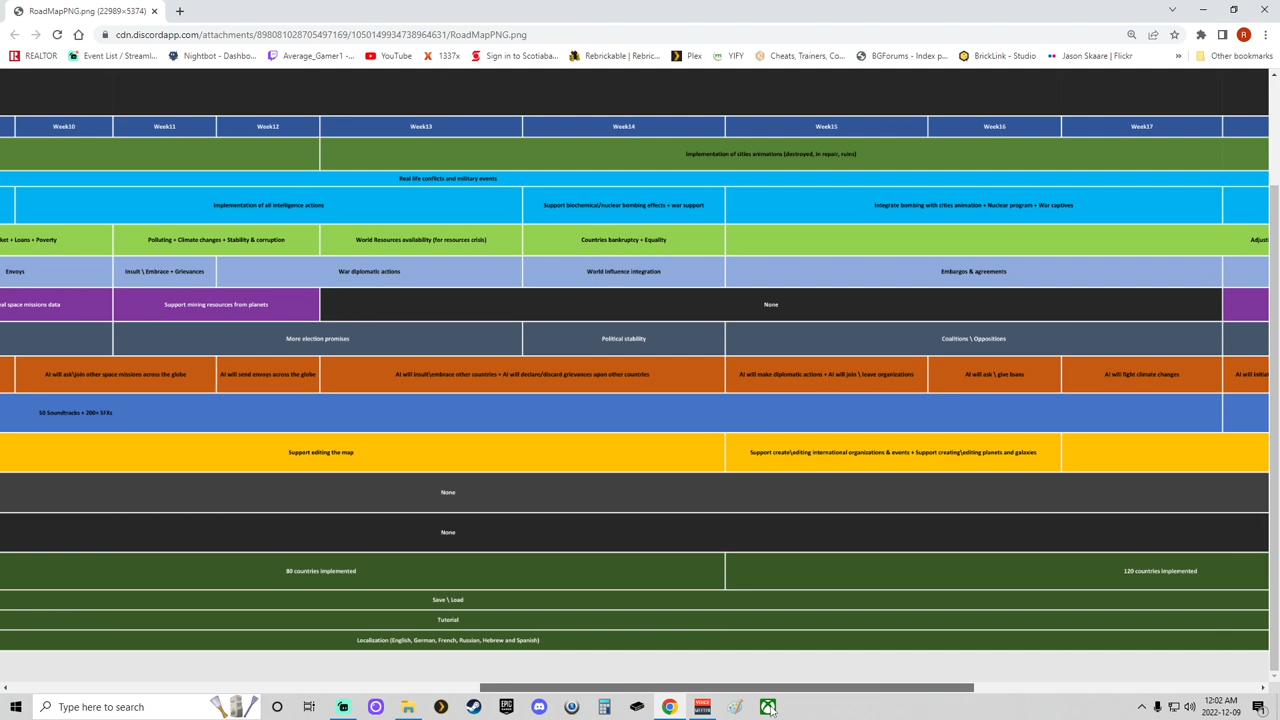 RoadMapPNG.png (22989×5374)
cdn.discordapp.com/attachments/898081028705497169/1050149934738964631/RoadMapPNG.png
REALTOR
Event List / Streaml...
Nightbot - Dashbo...
Average_Gamer1 -...
YouTube
1337x
Sign in to Scotiaba...
Rebrickable | Rebric...
Plex
YIFY
Cheats, Trainers, Co...
BGForums - Index p...
BrickLink - Studio
Jason Skaare | Flickr
»
Other bookmarks
Week10
Week11
Week12
Week13
Week14
Week15
Week16
Week17
Implementation of cities animations (destroyed, in repair, ruins)
Real life conflicts and military events
Implementation of all intelligence actions
Support biochemical/nuclear bombing effects + war support
Integrate bombing with cities animation + Nuclear program + War captives
ket + Loans + Poverty
Polluting + Climate changes + Stability & corruption
World Resources availability (for resources crisis)
Countries bankruptcy + Equality
Adjusti
Envoys
Insult \ Embrace + Grievances
War diplomatic actions
World Influence integration
Embargos & agreements
al space missions data
Support mining resources from planets
None
More election promises
Political stability
Coalitions \ Oppositions
AI will ask\join other space missions across the globe
AI will send envoys across the globe
AI will insult\embrace other countries + AI will declare/discard grievances upon other countries
AI will make diplomatic actions + AI will join \ leave organizations
AI will ask \ give loans
AI will fight climate changes
AI will initiat
50 Soundtracks + 200+ SFXs
Support editing the map
Support create\editing international organizations & events + Support creating\editing planets and galaxies
None
None
80 countries implemented
120 countries implemented
Save \ Load
Tutorial
Localization (English, German, French, Russian, Hebrew and Spanish)
Type here to search
12:02 AM
2022-12-09